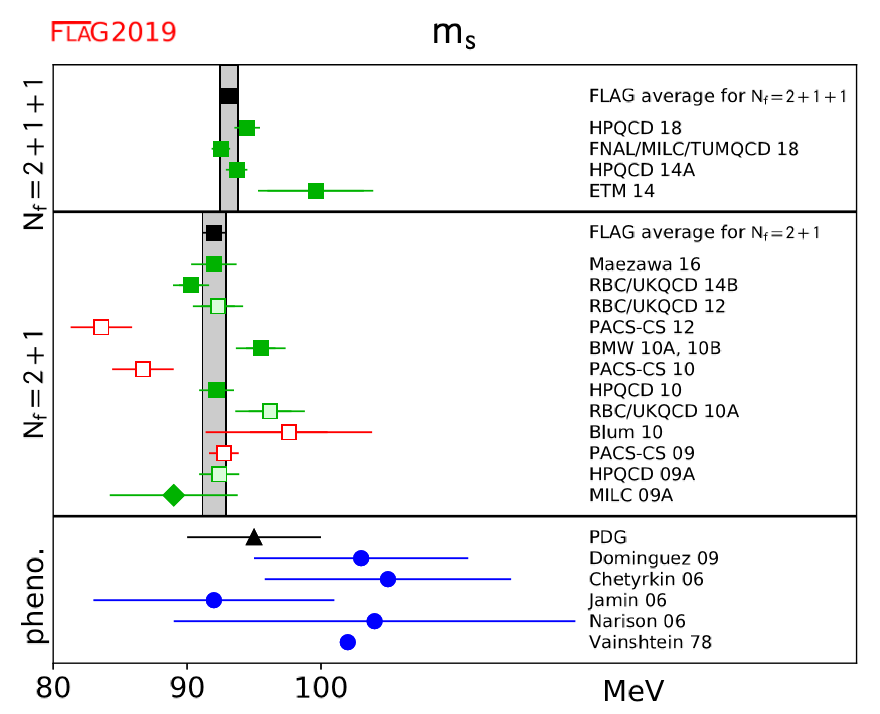 FLAG2019
mₛ
N_f=2+1+1
FLAG average for N_f=2+1+1
HPQCD 18
FNAL/MILC/TUMQCD 18
HPQCD 14A
ETM 14
N_f=2+1
FLAG average for N_f=2+1
Maezawa 16
RBC/UKQCD 14B
RBC/UKQCD 12
PACS-CS 12
BMW 10A, 10B
PACS-CS 10
HPQCD 10
RBC/UKQCD 10A
Blum 10
PACS-CS 09
HPQCD 09A
MILC 09A
pheno.
PDG
Dominguez 09
Chetyrkin 06
Jamin 06
Narison 06
Vainshtein 78
80 90 100 MeV